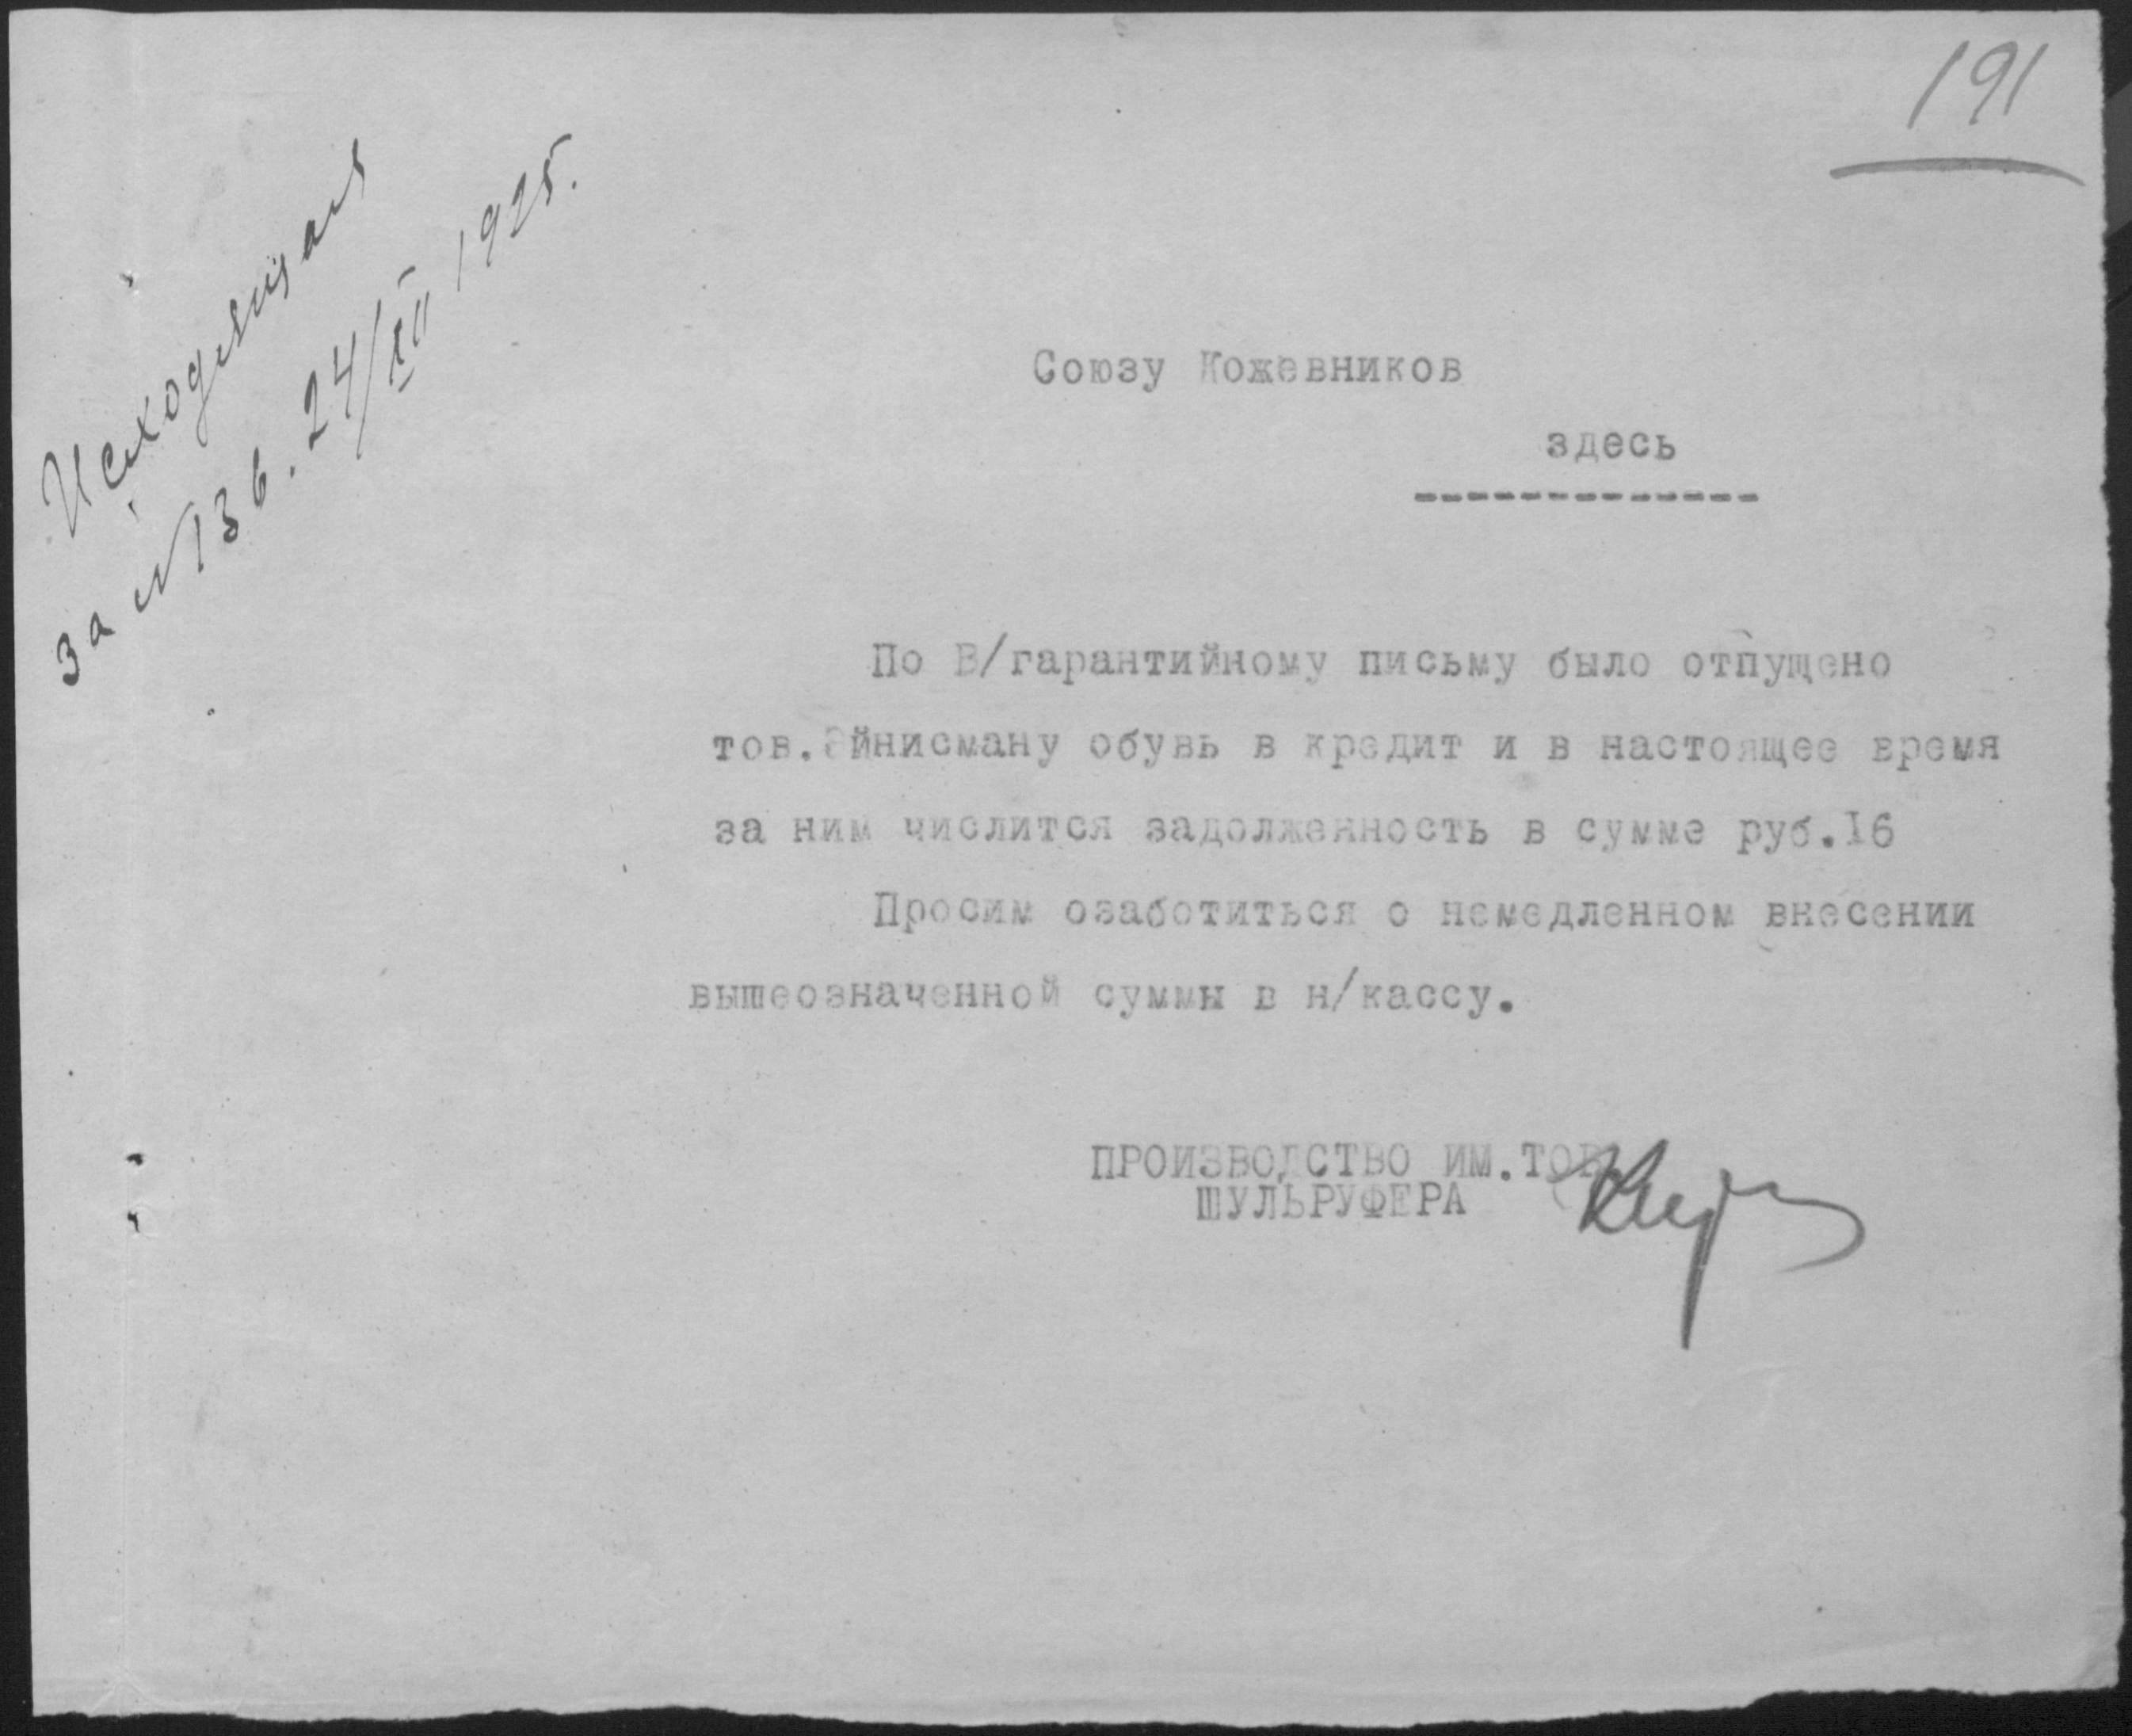 191
Исходящая
за №136. 24/XII 1925.
Союзу Кожевников
здесь
--------------
По В/гарантийному письму было отпущено
тов.Эйнисману обувь в кредит и в настоящее время
за ним числится задолженность в сумме руб.16
Просим озаботиться о немедленном внесении
вышеозначенной суммы в н/кассу.
ПРОИЗВОДСТВО ИМ.ТОВ.
ШУЛЬРУФЕРА